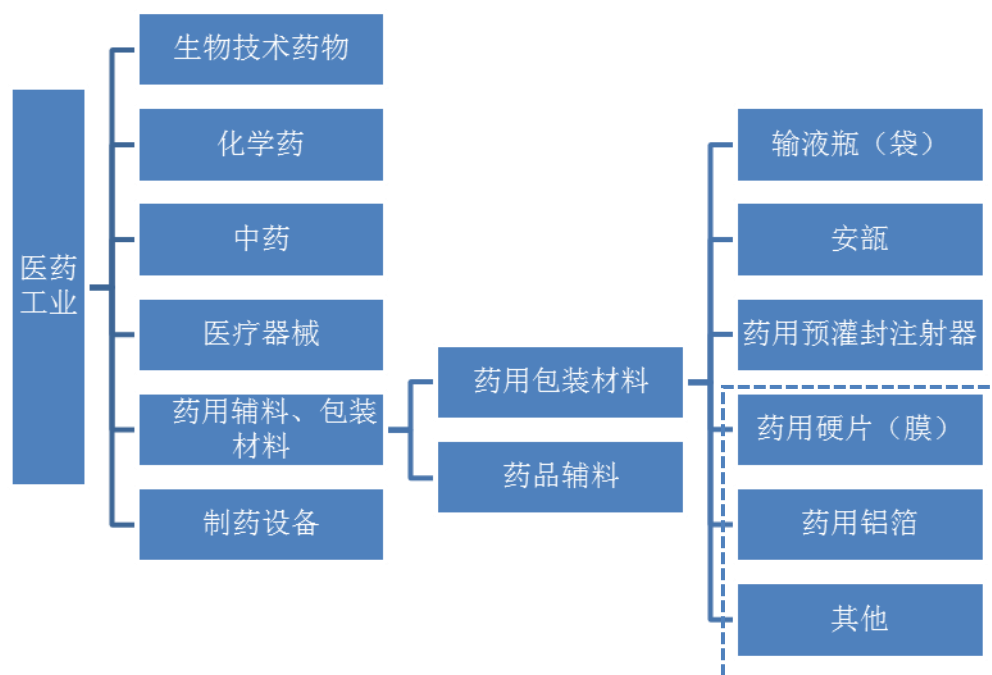 医药
工业
生物技术药物
化学药
中药
医疗器械
药用辅料、包装
材料
制药设备
药用包装材料
药品辅料
输液瓶（袋）
安瓿
药用预灌封注射器
药用硬片（膜）
药用铝箔
其他